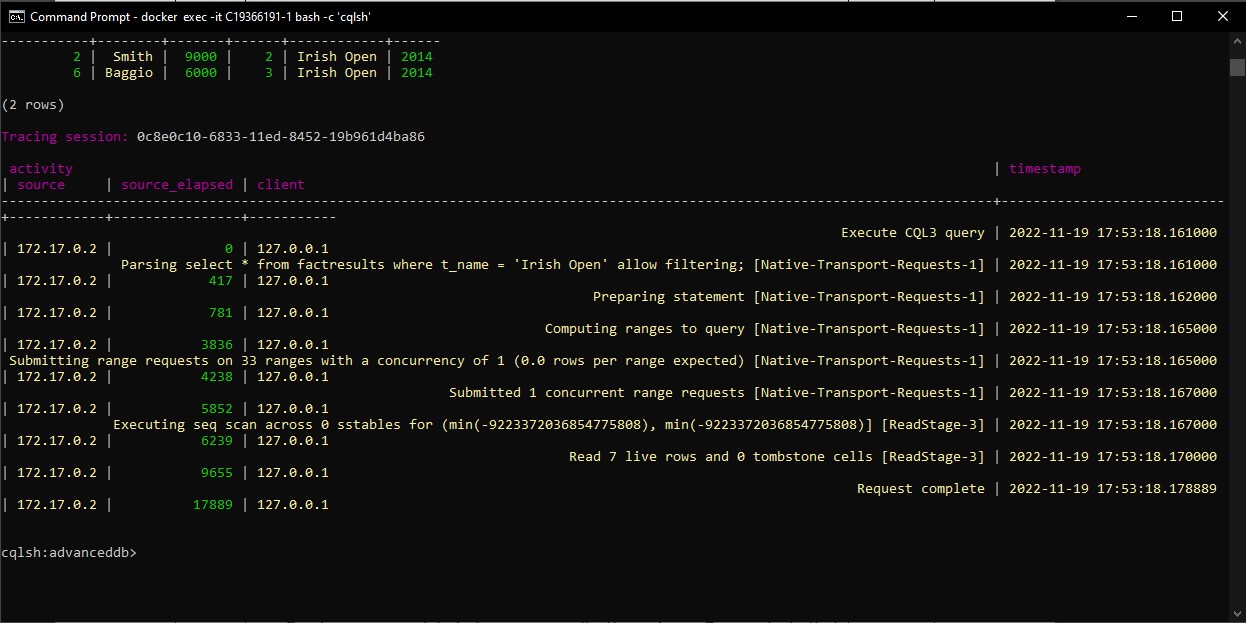 Command Prompt - docker exec -it C19366191-1 bash -c 'cqlsh'
-----------+--------+-------+------+------------+------
2 | Smith | 9000 | 2 | Irish Open | 2014
6 | Baggio | 6000 | 3 | Irish Open | 2014
(2 rows)
Tracing session: 0c8e0c10-6833-11ed-8452-19b961d4ba86
activity | timestamp
| source | source_elapsed | client
----------------------------------------------------------------------------------------------------------------------------+----------------------------
+------------+----------------+-----------
Execute CQL3 query | 2022-11-19 17:53:18.161000
| 172.17.0.2 | 0 | 127.0.0.1
Parsing select * from factresults where t_name = 'Irish Open' allow filtering; [Native-Transport-Requests-1] | 2022-11-19 17:53:18.161000
| 172.17.0.2 | 417 | 127.0.0.1
Preparing statement [Native-Transport-Requests-1] | 2022-11-19 17:53:18.162000
| 172.17.0.2 | 781 | 127.0.0.1
Computing ranges to query [Native-Transport-Requests-1] | 2022-11-19 17:53:18.165000
| 172.17.0.2 | 3836 | 127.0.0.1
Submitting range requests on 33 ranges with a concurrency of 1 (0.0 rows per range expected) [Native-Transport-Requests-1] | 2022-11-19 17:53:18.165000
| 172.17.0.2 | 4238 | 127.0.0.1
Submitted 1 concurrent range requests [Native-Transport-Requests-1] | 2022-11-19 17:53:18.167000
| 172.17.0.2 | 5852 | 127.0.0.1
Executing seq scan across 0 sstables for (min(-9223372036854775808), min(-9223372036854775808)] [ReadStage-3] | 2022-11-19 17:53:18.167000
| 172.17.0.2 | 6239 | 127.0.0.1
Read 7 live rows and 0 tombstone cells [ReadStage-3] | 2022-11-19 17:53:18.170000
| 172.17.0.2 | 9655 | 127.0.0.1
Request complete | 2022-11-19 17:53:18.178889
| 172.17.0.2 | 17889 | 127.0.0.1
cqlsh:advanceddb>